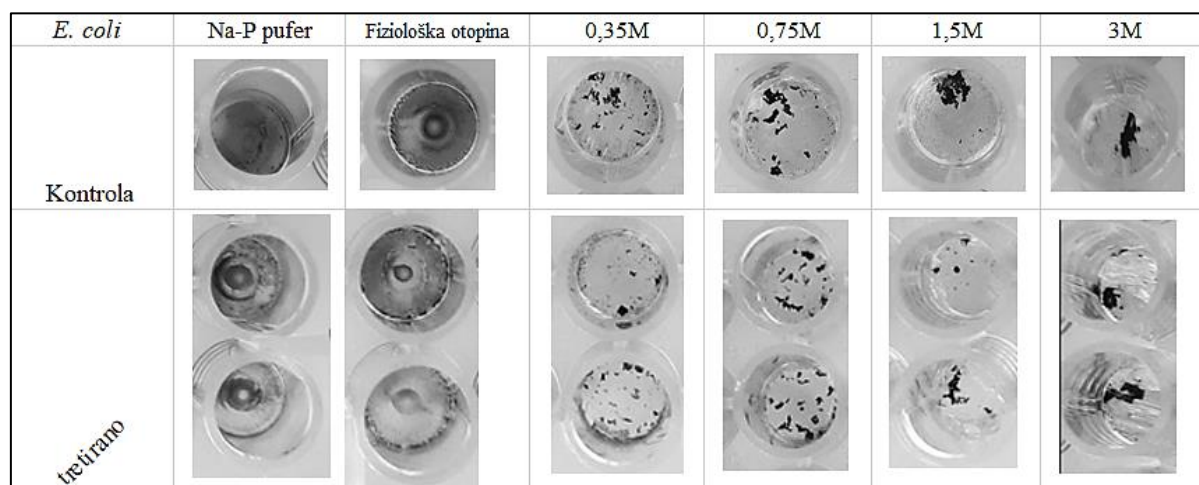 E. coli Na-P pufer Fiziološka otopina 0,35M 0,75M 1,5M 3M
Kontrola
tretirano